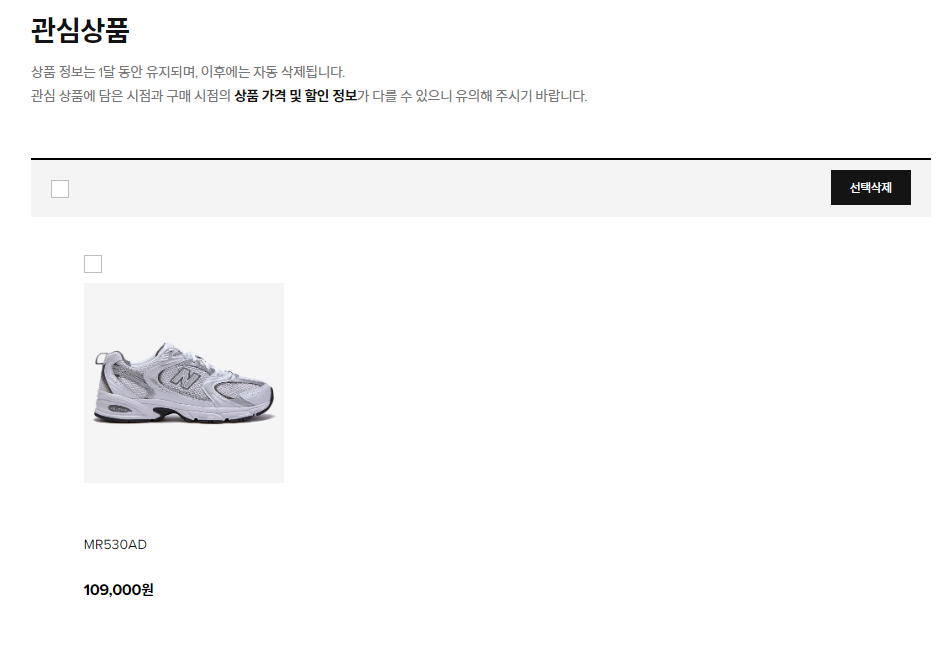 관심상품
상품 정보는 1달 동안 유지되며, 이후에는 자동 삭제됩니다.
관심 상품에 담은 시점과 구매 시점의 상품 가격 및 할인 정보가 다를 수 있으니 유의해 주시기 바랍니다.
선택삭제
N
MR530AD
109,000원